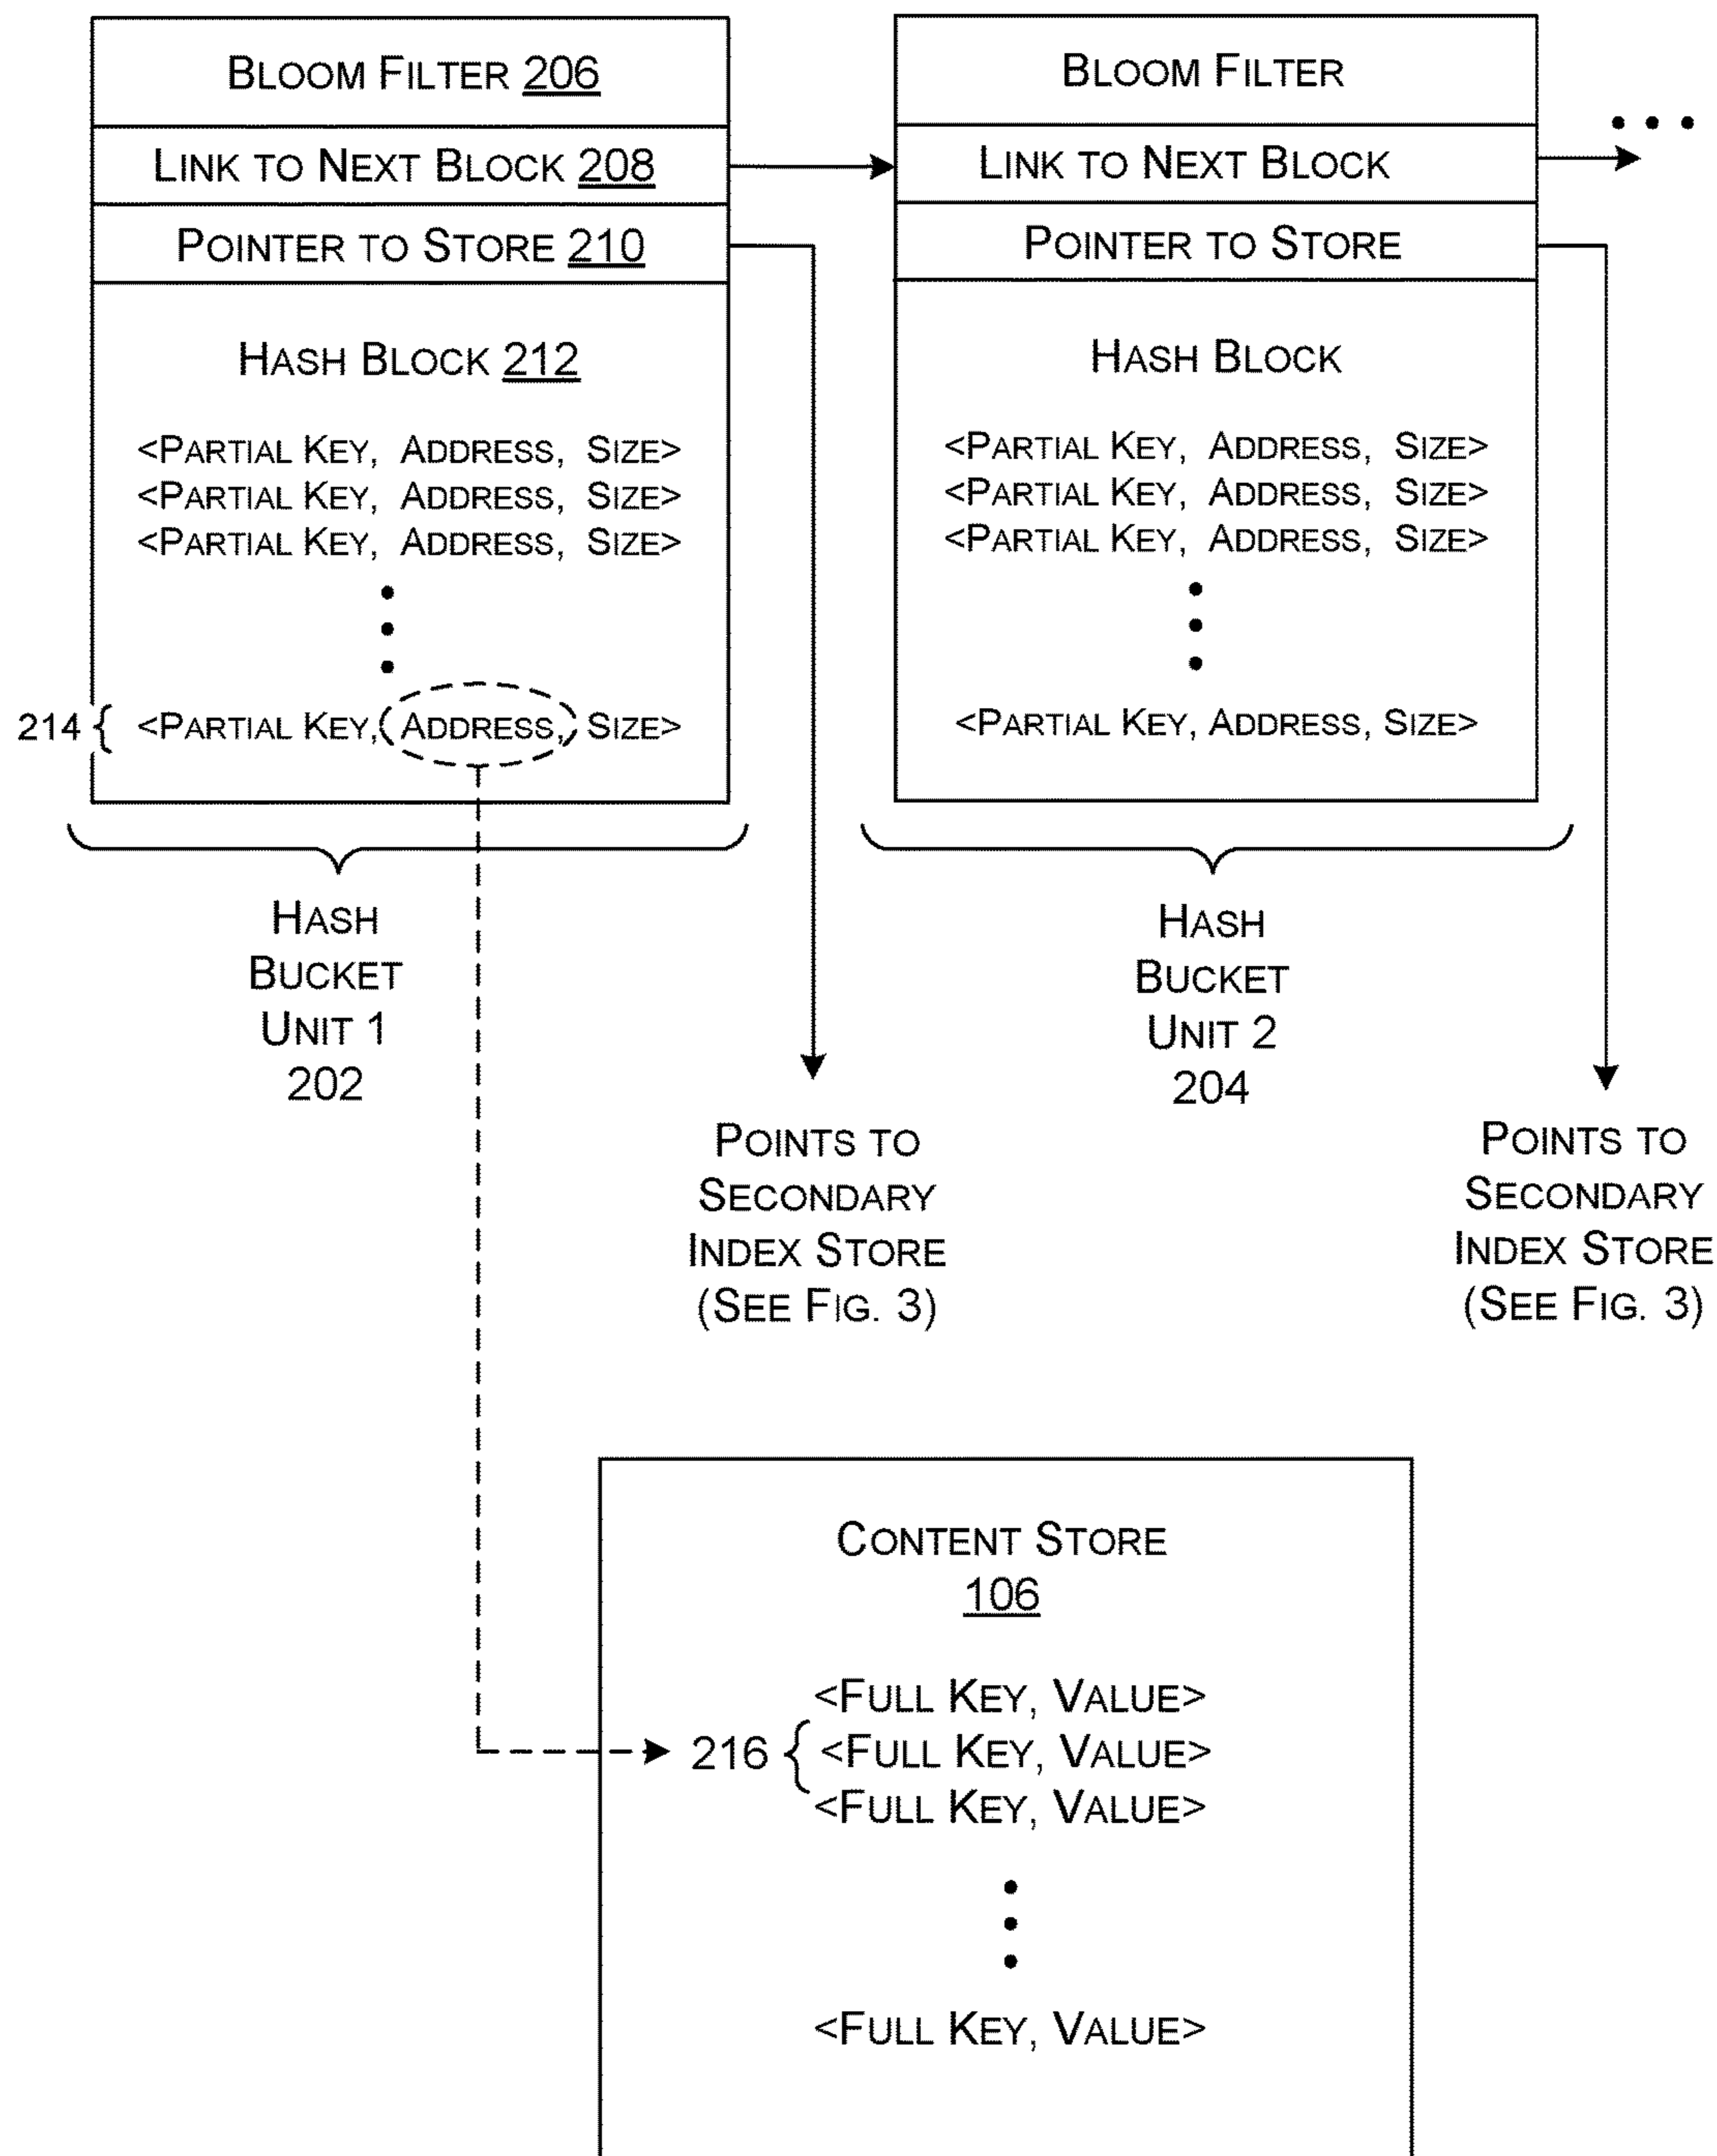 BLOOM FILTER 206
LINK TO NEXT BLOCK 208
POINTER TO STORE 210
HASH BLOCK 212
<PARTIAL KEY, ADDRESS, SIZE>
<PARTIAL KEY, ADDRESS, SIZE>
<PARTIAL KEY, ADDRESS, SIZE>
214 { <PARTIAL KEY, ADDRESS, SIZE>
HASH
BUCKET
UNIT 1
202
POINTS TO
SECONDARY
INDEX STORE
(SEE FIG. 3)
BLOOM FILTER
LINK TO NEXT BLOCK
POINTER TO STORE
HASH BLOCK
<PARTIAL KEY, ADDRESS, SIZE>
<PARTIAL KEY, ADDRESS, SIZE>
<PARTIAL KEY, ADDRESS, SIZE>
<PARTIAL KEY, ADDRESS, SIZE>
HASH
BUCKET
UNIT 2
204
POINTS TO
SECONDARY
INDEX STORE
(SEE FIG. 3)
CONTENT STORE
106
<FULL KEY, VALUE>
216 { <FULL KEY, VALUE>
<FULL KEY, VALUE>
<FULL KEY, VALUE>